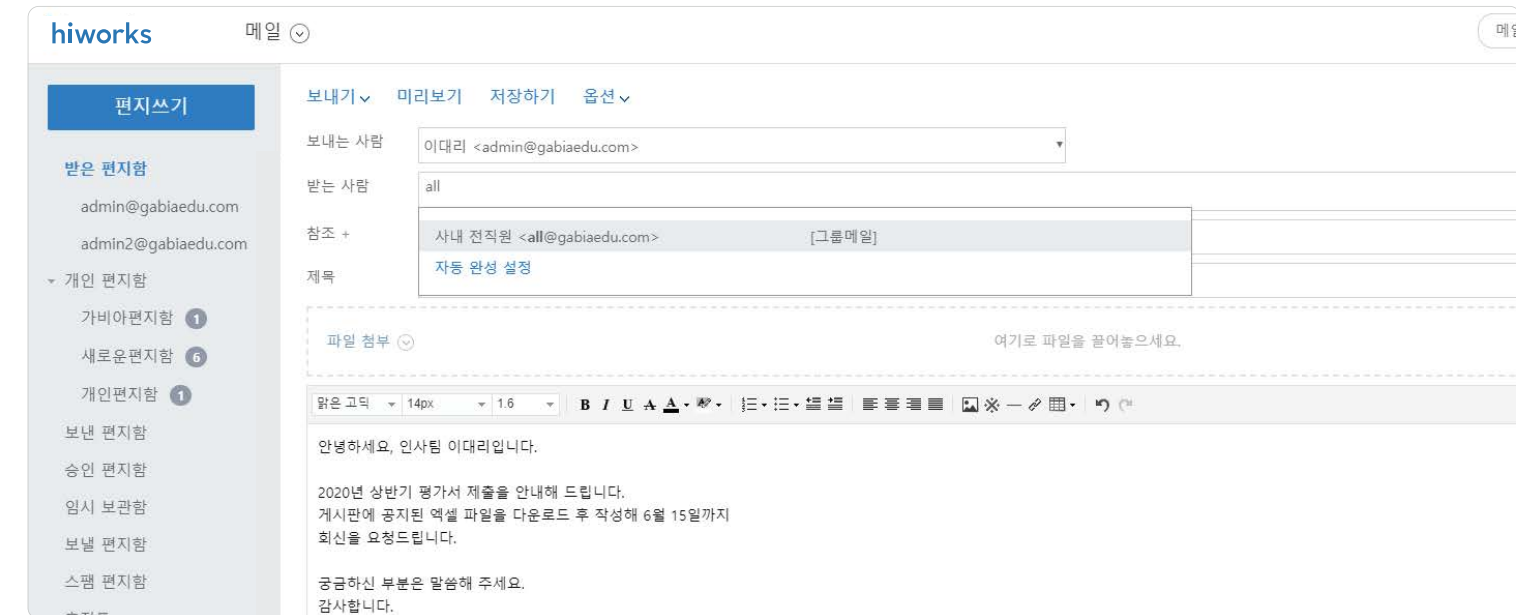 hiworks
메일
편지쓰기
받은 편지함
admin@gabiaedu.com
admin2@gabiaedu.com
개인 편지함
가비아편지함 1
새로운편지함 6
개인편지함 1
보낸 편지함
승인 편지함
임시 보관함
보낼 편지함
스팸 편지함
보내기 미리보기 저장하기 옵션
보내는 사람 이대리 <admin@gabiaedu.com>
받는 사람 all
사내 전직원 <all@gabiaedu.com> [그룹메일]
자동 완성 설정
참조 +
제목
파일 첨부 여기로 파일을 끌어놓으세요.
맑은 고딕 14px 1.6 B I U A A
안녕하세요, 인사팀 이대리입니다.
2020년 상반기 평가서 제출을 안내해 드립니다.
게시판에 공지된 엑셀 파일을 다운로드 후 작성해 6월 15일까지
회신을 요청드립니다.
궁금하신 부분은 말씀해 주세요.
감사합니다.